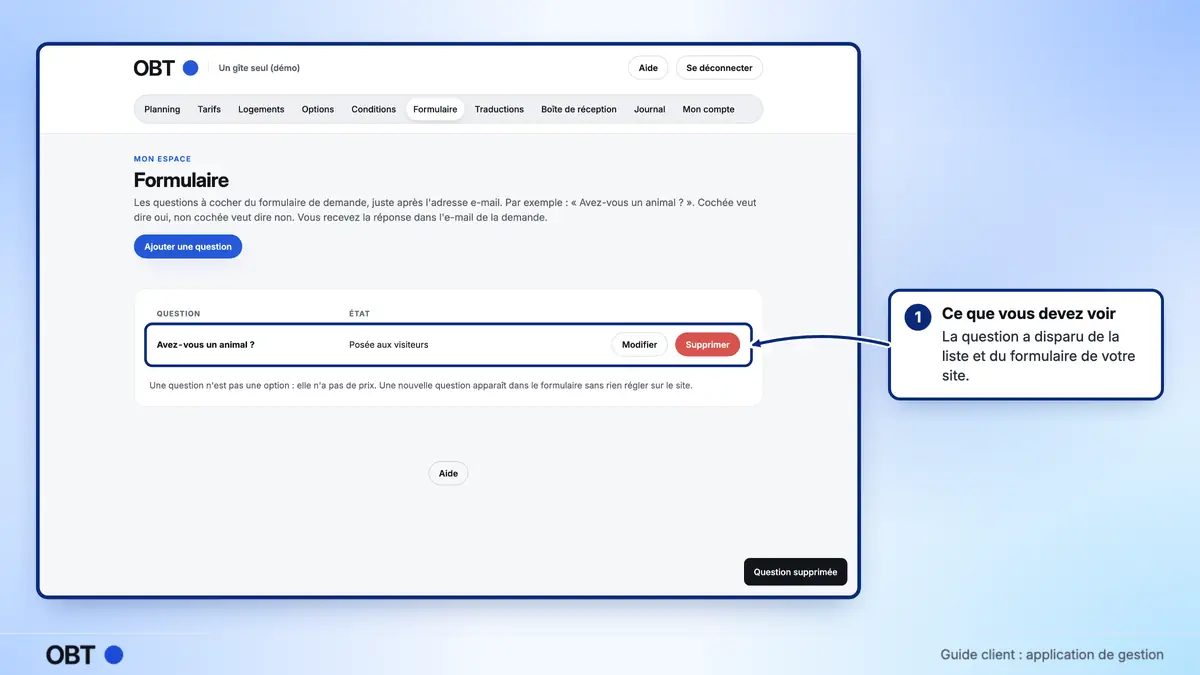 OBT
Un gîte seul (démo)
Aide
Se déconnecter
Planning
Tarifs
Logements
Options
Conditions
Formulaire
Traductions
Boîte de réception
Journal
Mon compte
MON ESPACE
Formulaire
Les questions à cocher du formulaire de demande, juste après l'adresse e-mail. Par exemple : « Avez-vous un animal ? ». Cochée veut
dire oui, non cochée veut dire non. Vous recevez la réponse dans l'e-mail de la demande.
Ajouter une question
QUESTION
ÉTAT
Avez-vous un animal ?
Posée aux visiteurs
Modifier
Supprimer
Une question n'est pas une option : elle n'a pas de prix. Une nouvelle question apparaît dans le formulaire sans rien régler sur le site.
Aide
Question supprimée
1
Ce que vous devez voir
La question a disparu de la
liste et du formulaire de votre
site.
OBT
Guide client : application de gestion